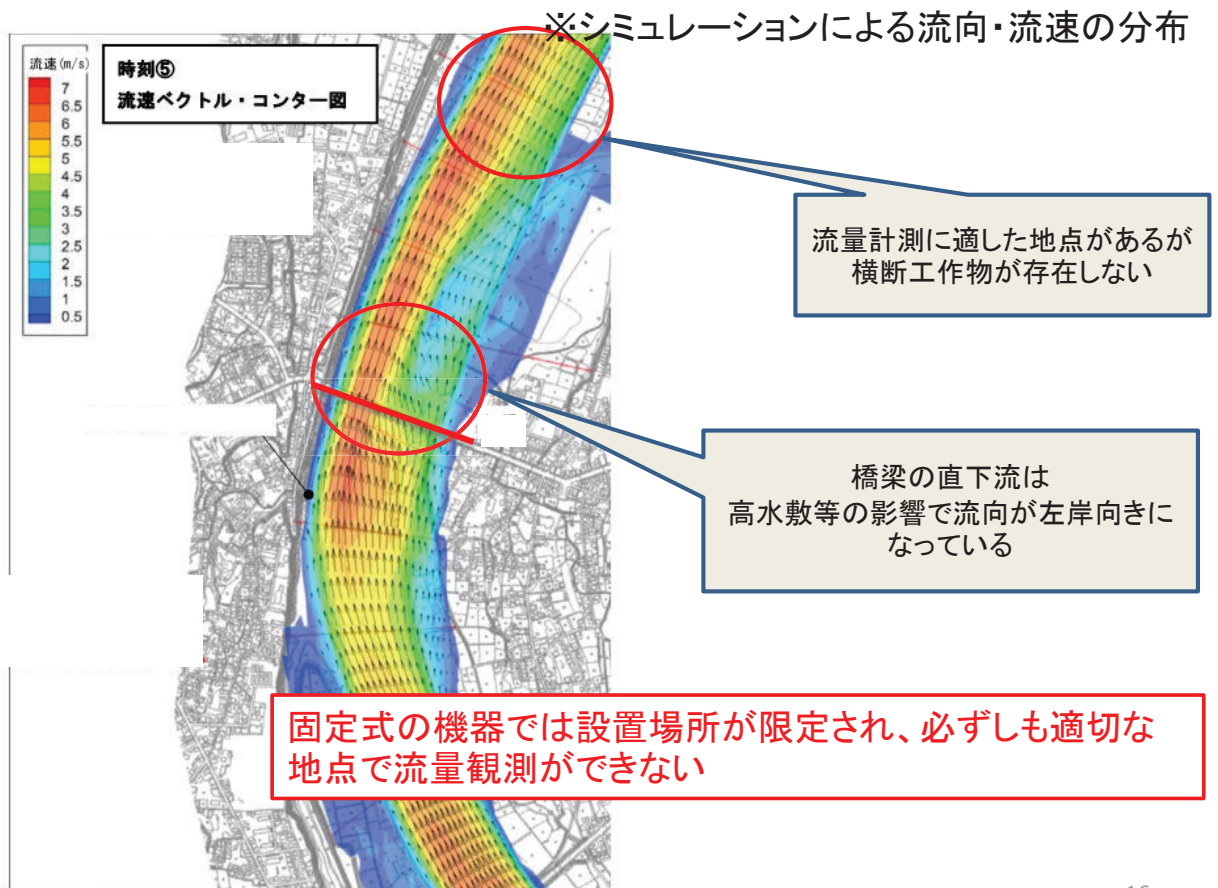 ※シミュレーションによる流向・流速の分布
流速(m/s)
7
6.5
6
5.5
5
4.5
4
3.5
3
2.5
2
1.5
1
0.5
時刻⑤
流速ベクトル・コンター図
流量計測に適した地点があるが
横断工作物が存在しない
橋梁の直下流は
高水敷等の影響で流向が左岸向きに
なっている
固定式の機器では設置場所が限定され、必ずしも適切な
地点で流量観測ができない